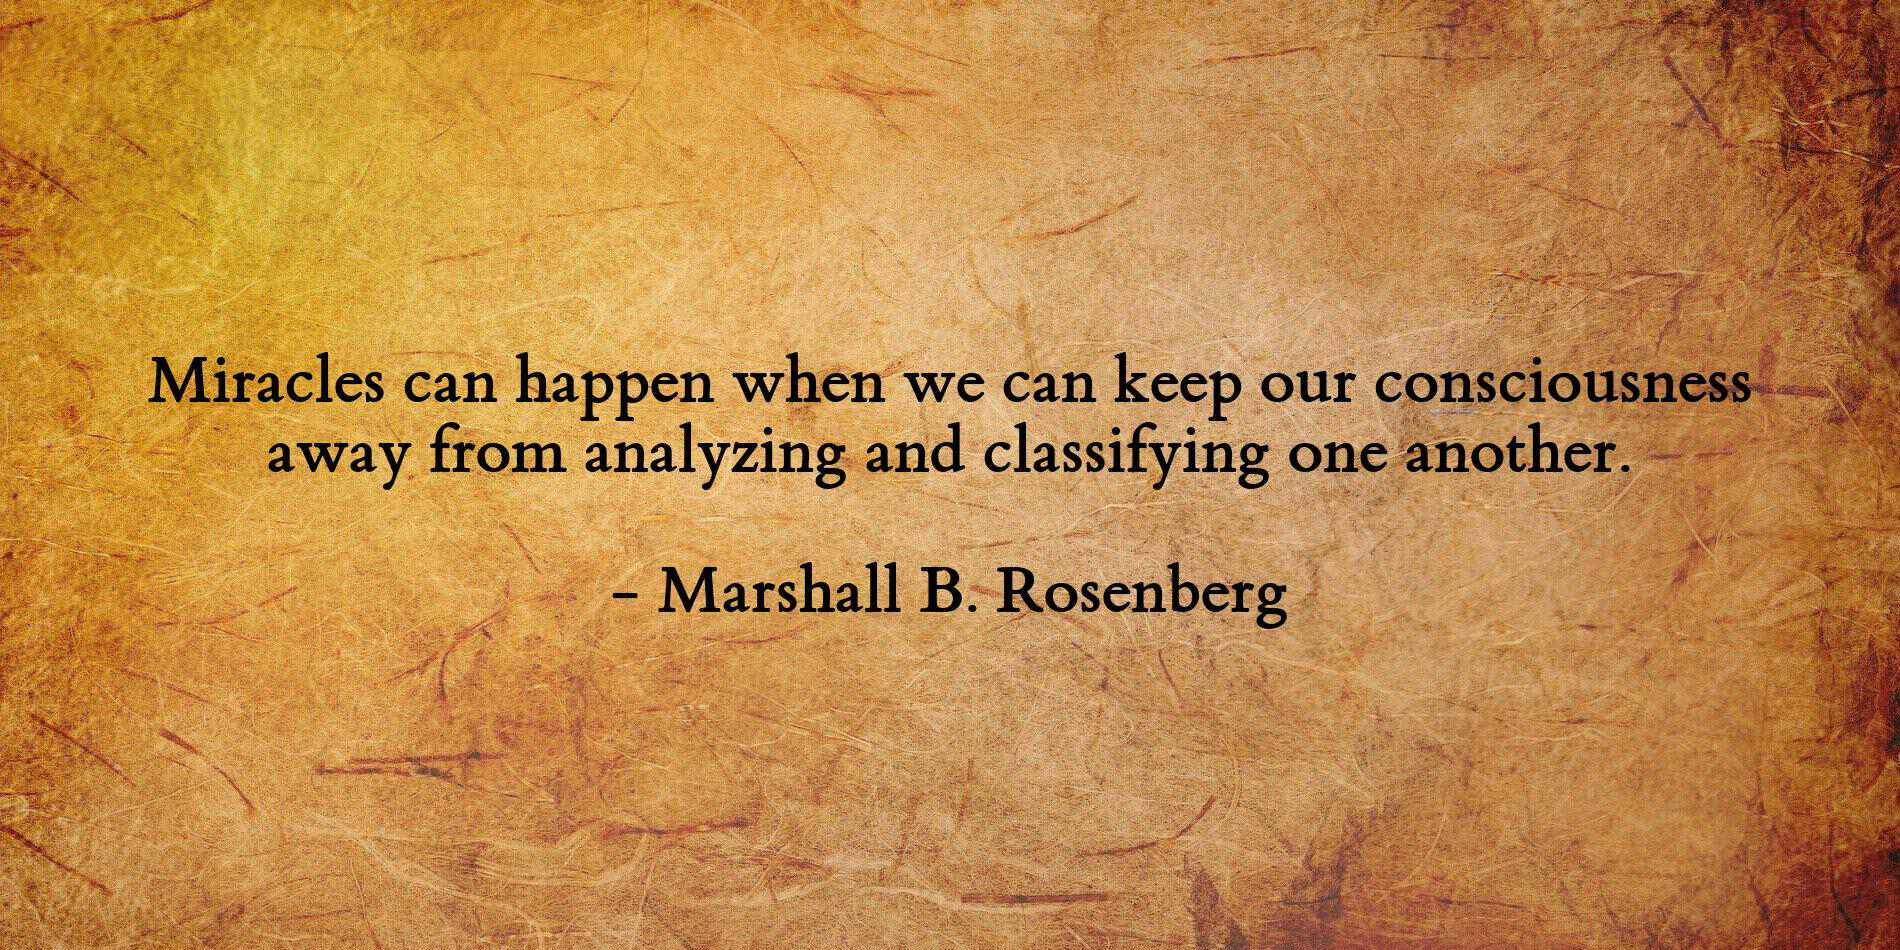 Miracles can happen when we can keep our consciousness
away from analyzing and classifying one another.
– Marshall B. Rosenberg